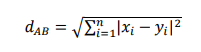 d_{AB} = \sqrt{\sum_{i=1}^{n} |x_i - y_i|^2}